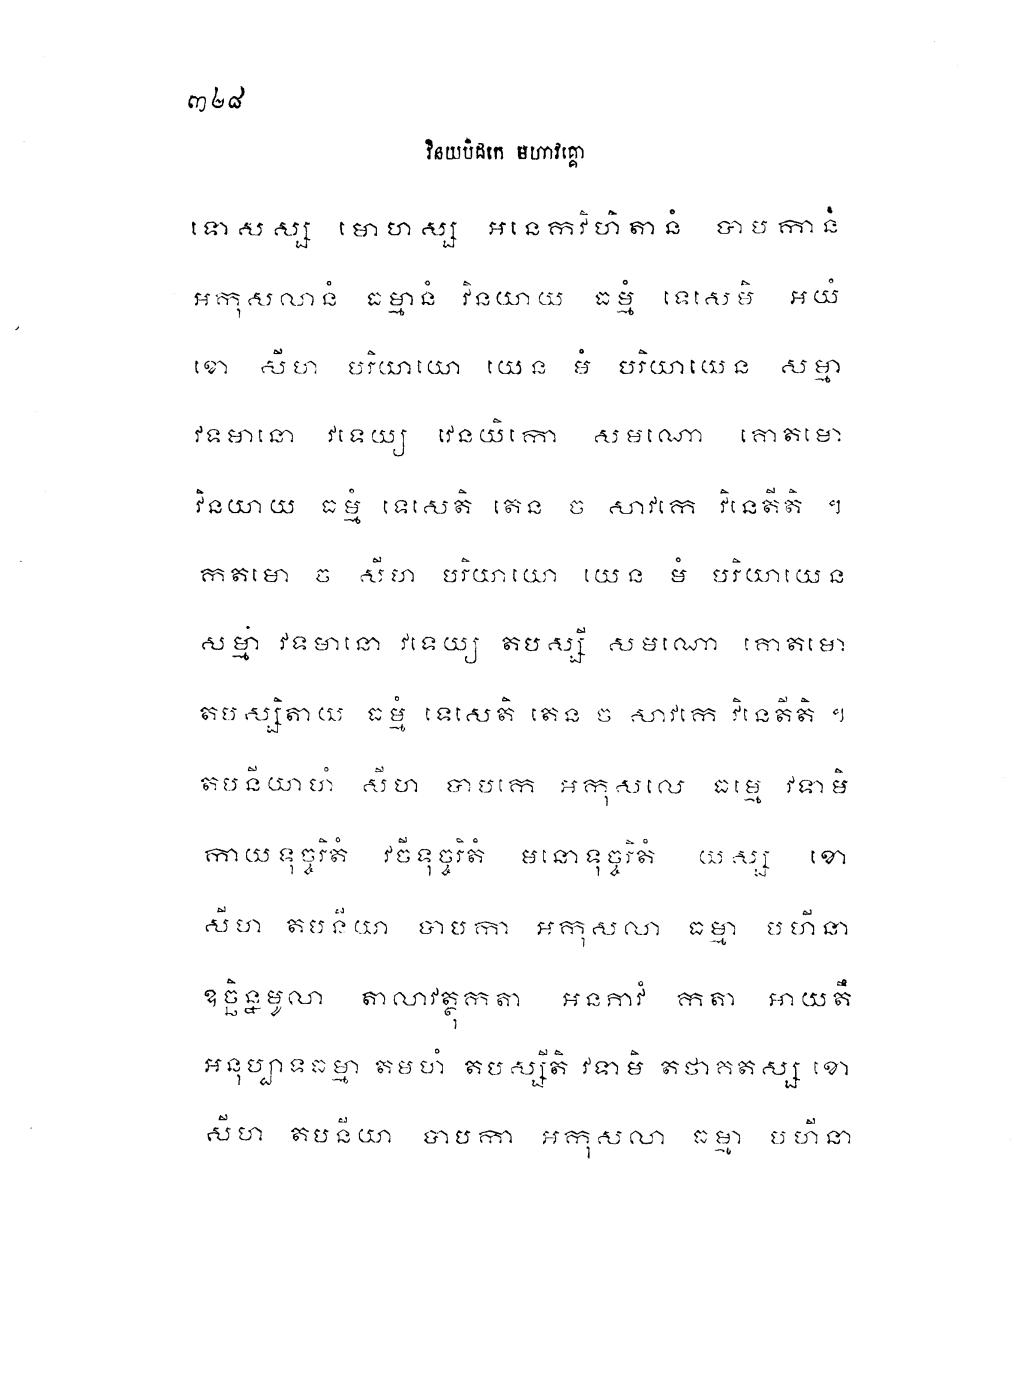 ៣២៨
វិនយបិដកេ មហាវគ្គោ
ទោសស្ស មោហស្ស អនេកវិហិតានំ បាបកានំ
អកុសលានំ ធម្មានំ វិនយាយ ធម្មំ ទេសេមិ អយំ
ខោ សីហ បរិយាយោ យេន មំ បរិយាយេន សម្មា
វទមានោ វទេយ្យ វេនយិកោ សមណោ គោតមោ
វិនយាយ ធម្មំ ទេសេតិ តេន ច សាវកេ វិនេតីតិ ។
កតមោ ច សីហ បរិយាយោ យេន មំ បរិយាយេន
សម្មា វទមានោ វទេយ្យ តបស្សី សមណោ គោតមោ
តបស្សិតាយ ធម្មំ ទេសេតិ តេន ច សាវកេ វិនេតីតិ ។
តបនីយាហំ សីហ បាបកេ អកុសលេ ធម្មេ វទាមិ
កាយទុច្ចរិតំ វចីទុច្ចរិតំ មនោទុច្ចរិតំ យស្ស ខោ
សីហ តបនីយា បាបកា អកុសលា ធម្មា បហីនា
ឧច្ឆិន្នមូលា តាលាវត្ថុកតា អនភាវំ កតា អាយតឹ
អនុប្បាទធម្មា តមហំ តបស្សីតិ វទាមិ តថាគតស្ស ខោ
សីហ តបនីយា បាបកា អកុសលា ធម្មា បហីនា